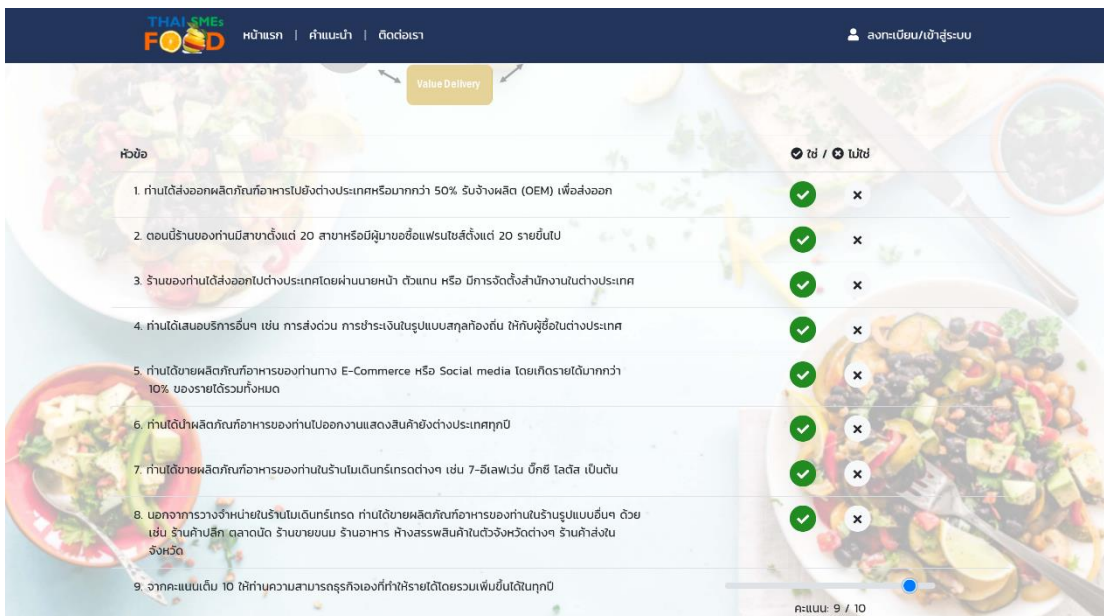 THAI SMEs
FOOD
หน้าแรก | คำแนะนำ | ติดต่อเรา
ลงทะเบียน/เข้าสู่ระบบ
Value Delivery
หัวข้อ
ใช่ / ไม่ใช่
1. ท่านได้ส่งออกผลิตภัณฑ์อาหารไปยังต่างประเทศหรือมากกว่า 50% รับจ้างผลิต (OEM) เพื่อส่งออก
2. ตอนนี้ร้านของท่านมีสาขาตั้งแต่ 20 สาขาหรือมีผู้มาขอซื้อแฟรนไชส์ตั้งแต่ 20 รายขึ้นไป
3. ร้านของท่านได้ส่งออกไปต่างประเทศโดยผ่านนายหน้า ตัวแทน หรือ มีการจัดตั้งสำนักงานในต่างประเทศ
4. ท่านได้เสนอบริการอื่นๆ เช่น การส่งด่วน การชำระเงินในรูปแบบสกุลท้องถิ่น ให้กับผู้ซื้อในต่างประเทศ
5. ท่านได้ขายผลิตภัณฑ์อาหารของท่านทาง E-Commerce หรือ Social media โดยเกิดรายได้มากกว่า
10% ของรายได้รวมทั้งหมด
6. ท่านได้นำผลิตภัณฑ์อาหารของท่านไปออกงานแสดงสินค้ายังต่างประเทศทุกปี
7. ท่านได้ขายผลิตภัณฑ์อาหารของท่านในร้านโมเดินทร์เทรดต่างๆ เช่น 7-อีเลฟเว่น บิ๊กซี โลตัส เป็นต้น
8. นอกจากการวางจำหน่ายในร้านโมเดินทร์เทรด ท่านได้ขายผลิตภัณฑ์อาหารของท่านในร้านรูปแบบอื่นๆ ด้วย
เช่น ร้านค้าปลีก ตลาดนัด ร้านขายขนม ร้านอาหาร ห้างสรรพสินค้าในตัวจังหวัดต่างๆ ร้านค้าส่งใน
จังหวัด
9. จากคะแนนเต็ม 10 ให้ท่านความสามารถธุรกิจเองที่ทำให้รายได้โดยรวมเพิ่มขึ้นได้ในทุกปี
คะแนน: 9 / 10